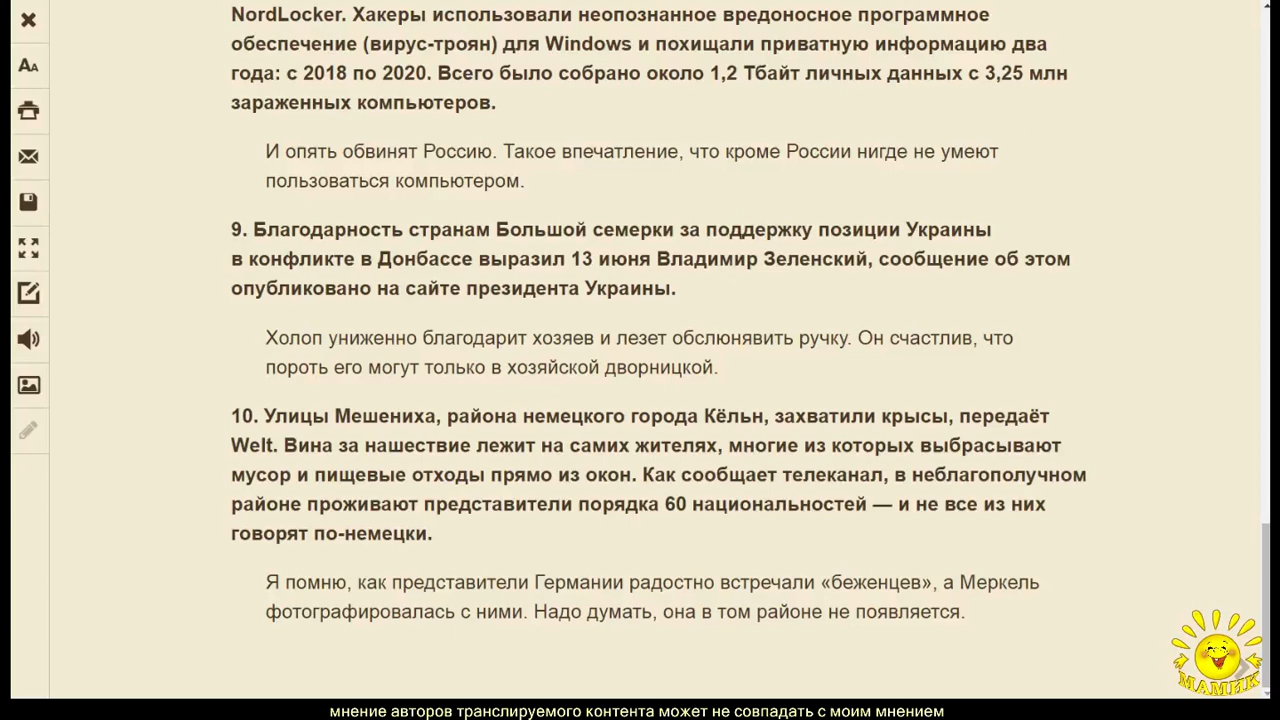 NordLocker. Хакеры использовали неопознанное вредоносное программное
обеспечение (вирус-троян) для Windows и похищали приватную информацию два
года: с 2018 по 2020. Всего было собрано около 1,2 Тбайт личных данных с 3,25 млн
зараженных компьютеров.
И опять обвинят Россию. Такое впечатление, что кроме России нигде не умеют
пользоваться компьютером.
9. Благодарность странам Большой семерки за поддержку позиции Украины
в конфликте в Донбассе выразил 13 июня Владимир Зеленский, сообщение об этом
опубликовано на сайте президента Украины.
Холоп униженно благодарит хозяев и лезет обслюнявить ручку. Он счастлив, что
пороть его могут только в хозяйской дворницкой.
10. Улицы Мешениха, района немецкого города Кёльн, захватили крысы, передаёт
Welt. Вина за нашествие лежит на самих жителях, многие из которых выбрасывают
мусор и пищевые отходы прямо из окон. Как сообщает телеканал, в неблагополучном
районе проживают представители порядка 60 национальностей — и не все из них
говорят по-немецки.
Я помню, как представители Германии радостно встречали «беженцев», а Меркель
фотографировалась с ними. Надо думать, она в том районе не появляется.
МАМИК
мнение авторов транслируемого контента может не совпадать с моим мнением